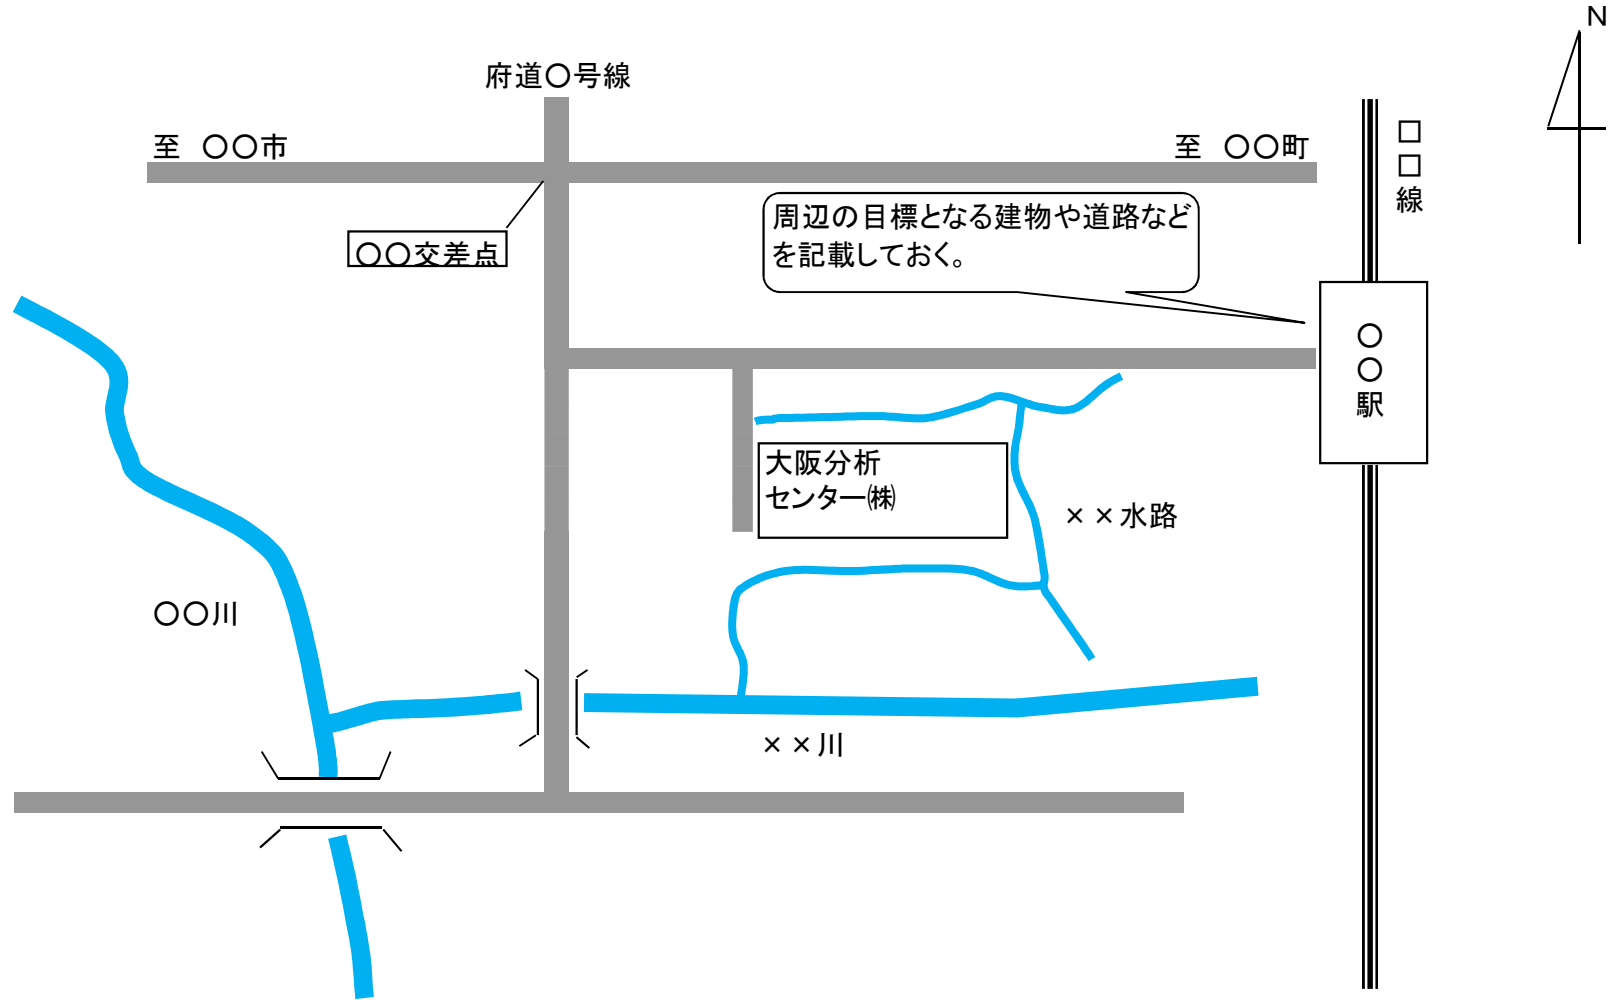 N
府道〇号線
至 〇〇市
至 〇〇町
□□線
周辺の目標となる建物や道路など
を記載しておく。
〇〇交差点
〇〇駅
大阪分析
センター㈱
××水路
〇〇川
××川